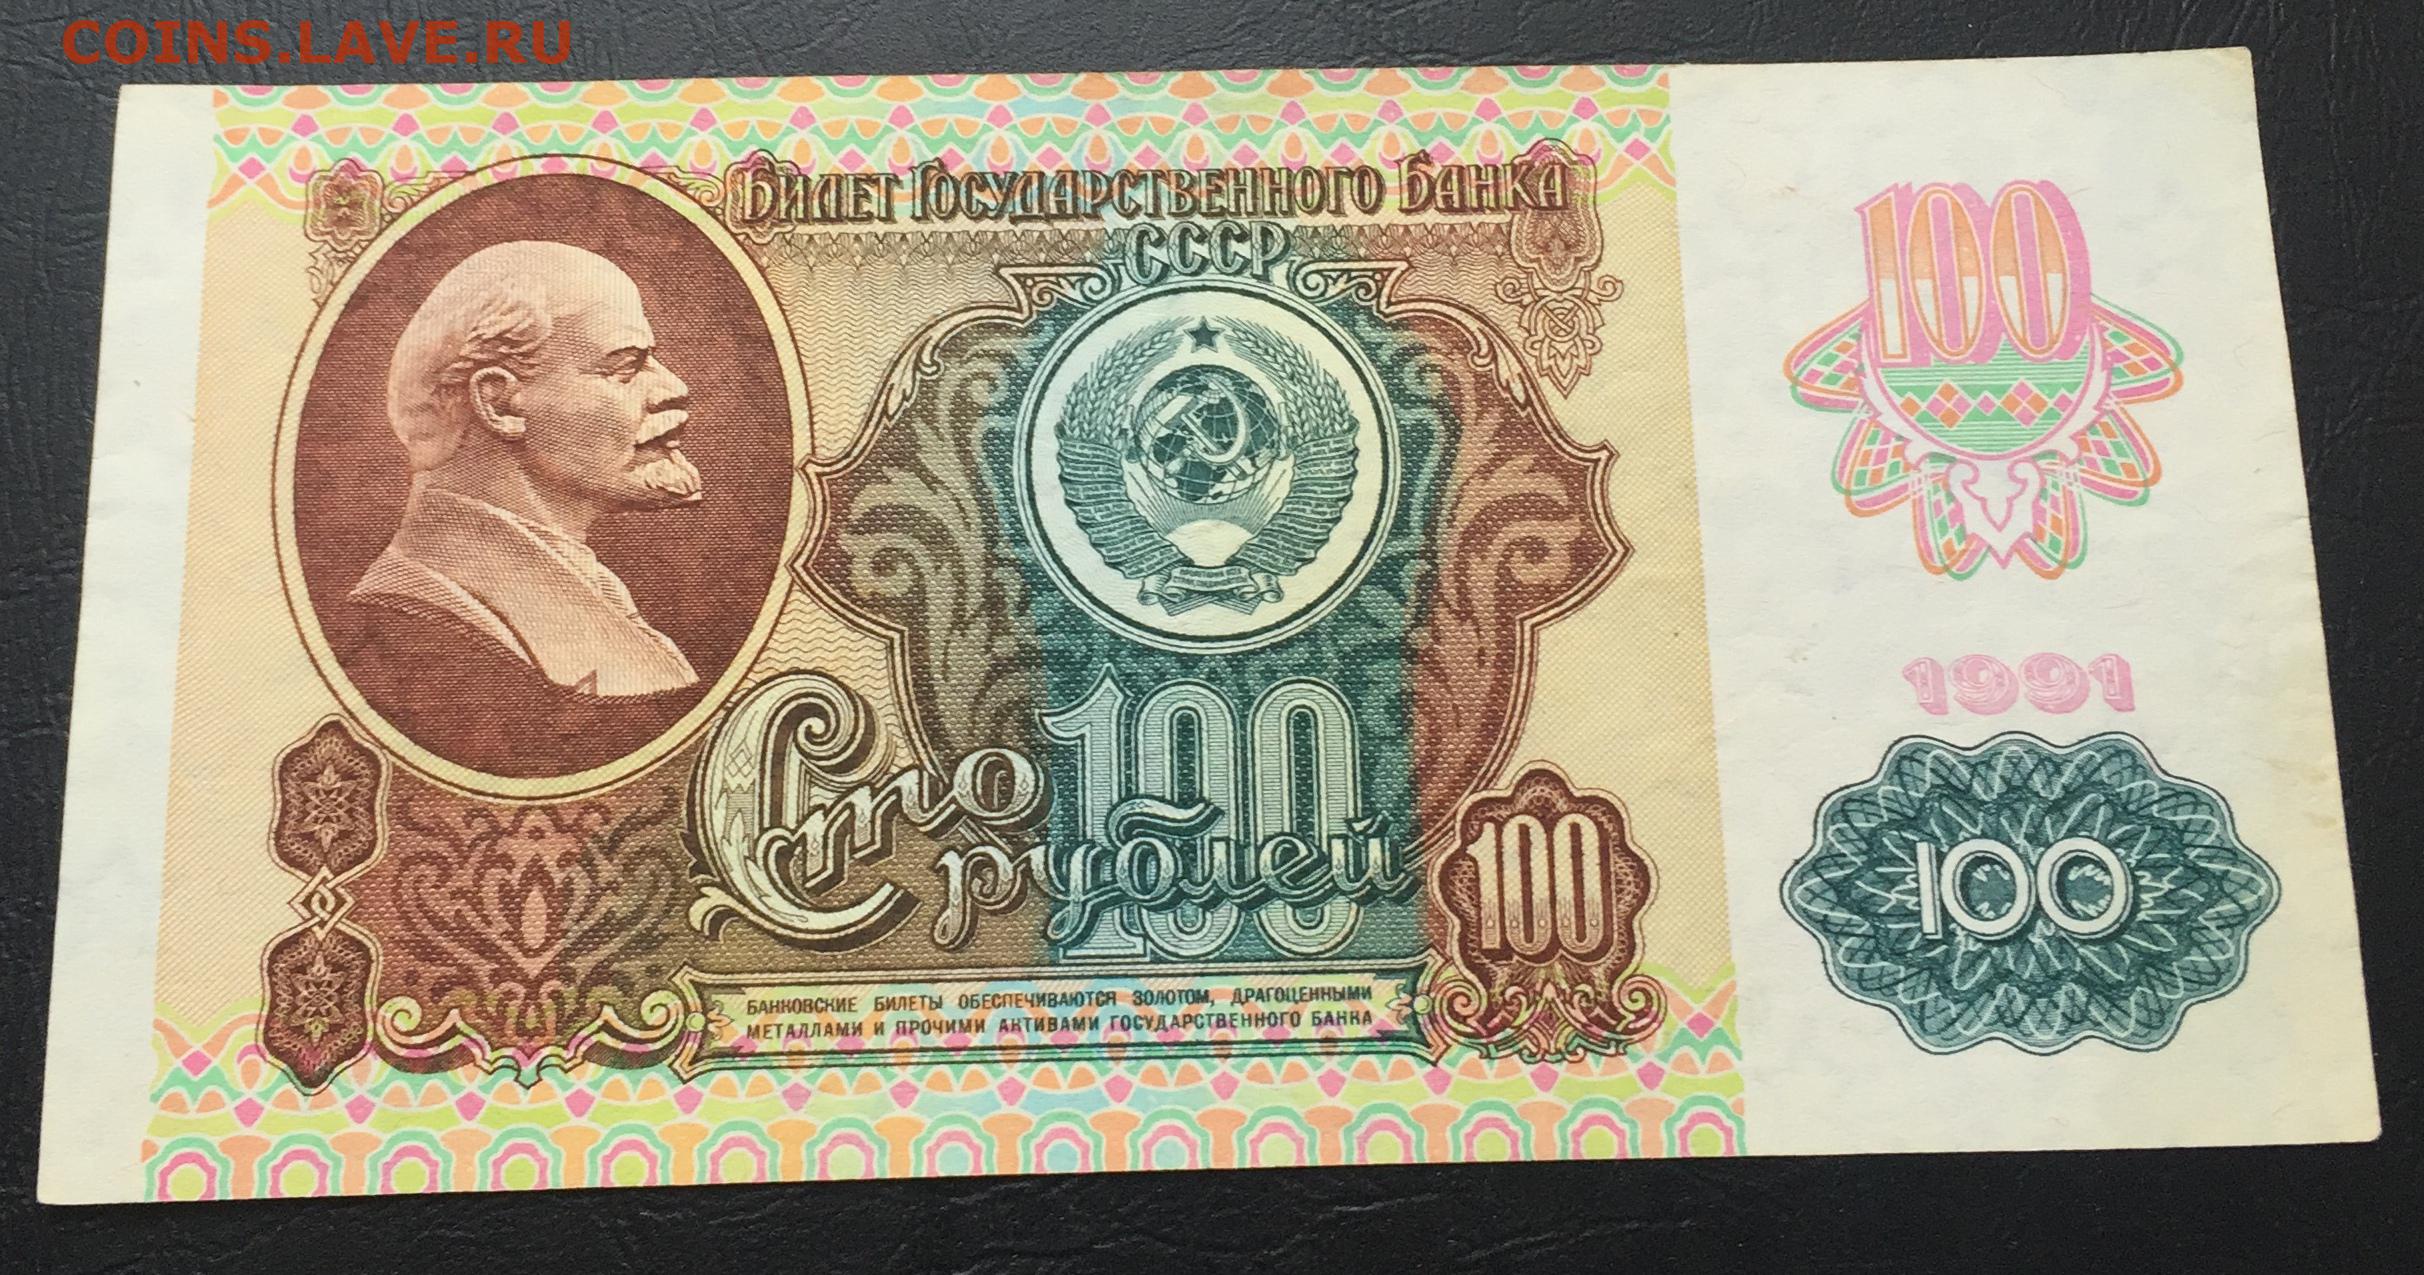 COINS.LAVE.RU
Билет Государственного Банка
СССР
100
1991
100
Сто
рублей
100
100
БАНКОВСКИЕ БИЛЕТЫ ОБЕСПЕЧИВАЮТСЯ ЗОЛОТОМ, ДРАГОЦЕННЫМИ
МЕТАЛЛАМИ И ПРОЧИМИ АКТИВАМИ ГОСУДАРСТВЕННОГО БАНКА